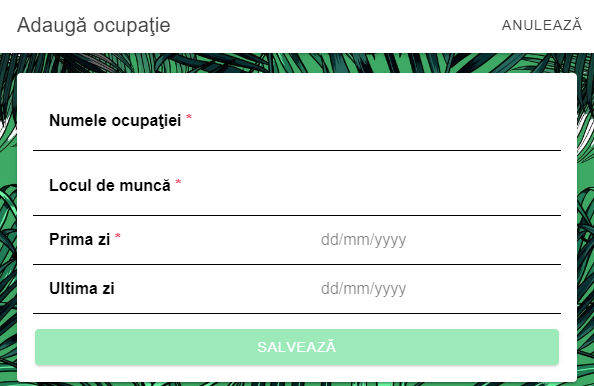 Adaugă ocupaţie
ANULEAZĂ
Numele ocupaţiei *
Locul de muncă *
Prima zi * dd/mm/yyyy
Ultima zi dd/mm/yyyy
SALVEAZĂ